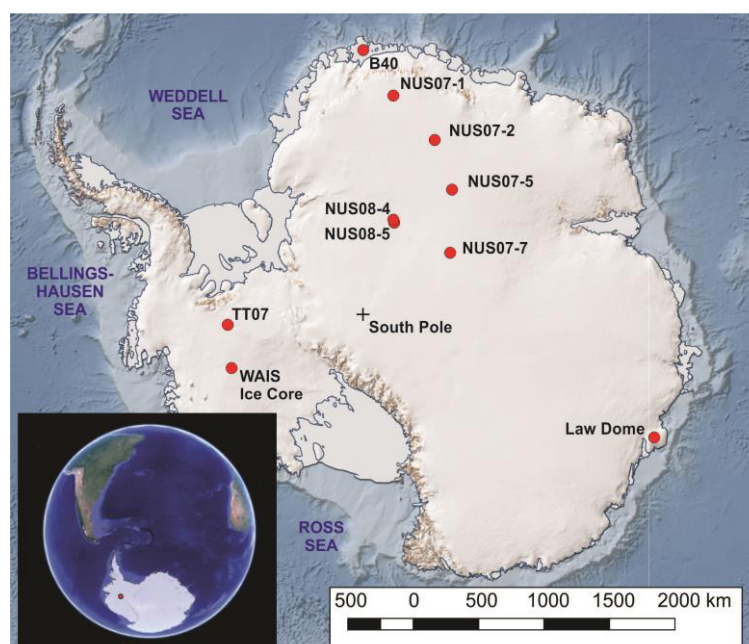 B40
NUS07-1
WEDDELL
SEA
NUS07-2
NUS07-5
NUS08-4
NUS08-5
NUS07-7
BELLINGS-
HAUSEN
SEA
TT07
South Pole
WAIS
Ice Core
Law Dome
ROSS
SEA
500 0 500 1000 1500 2000 km